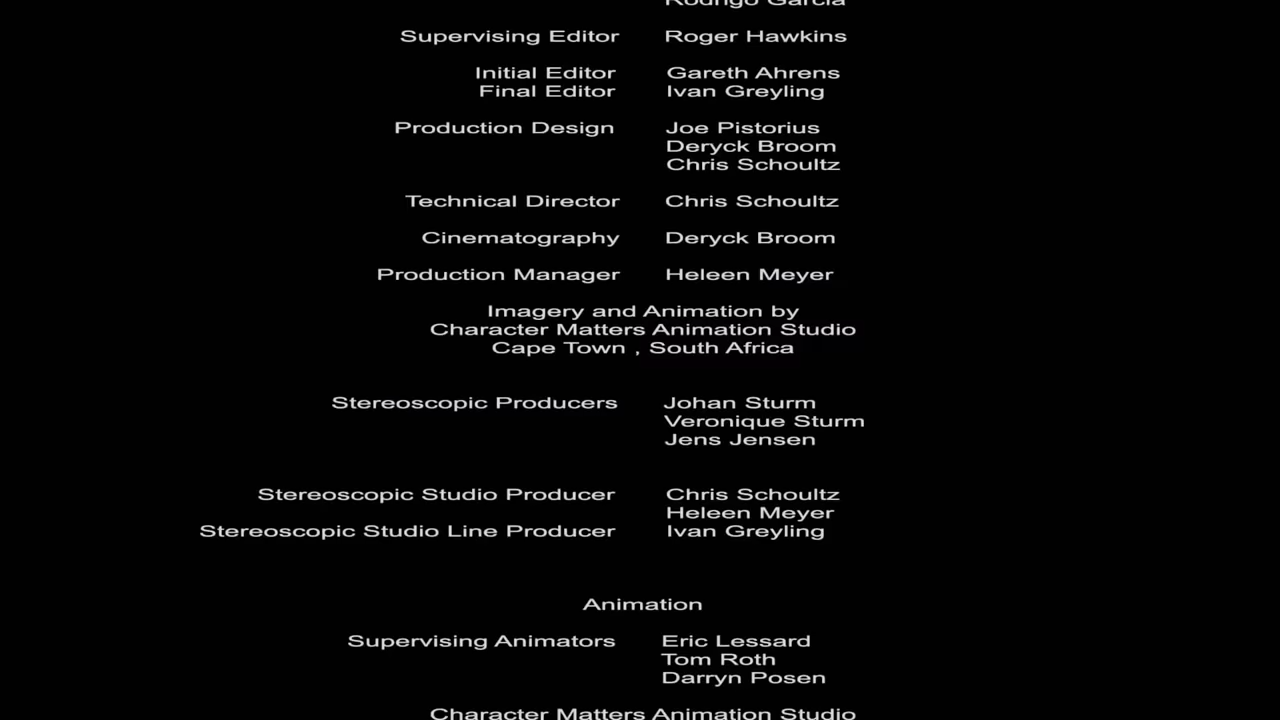 Rodrigo Garcia
Supervising Editor Roger Hawkins
Initial Editor Gareth Ahrens
Final Editor Ivan Greyling
Production Design Joe Pistorius
Deryck Broom
Chris Schoultz
Technical Director Chris Schoultz
Cinematography Deryck Broom
Production Manager Heleen Meyer
Imagery and Animation by
Character Matters Animation Studio
Cape Town , South Africa
Stereoscopic Producers Johan Sturm
Veronique Sturm
Jens Jensen
Stereoscopic Studio Producer Chris Schoultz
Heleen Meyer
Stereoscopic Studio Line Producer Ivan Greyling
Animation
Supervising Animators Eric Lessard
Tom Roth
Darryn Posen
Character Matters Animation Studio